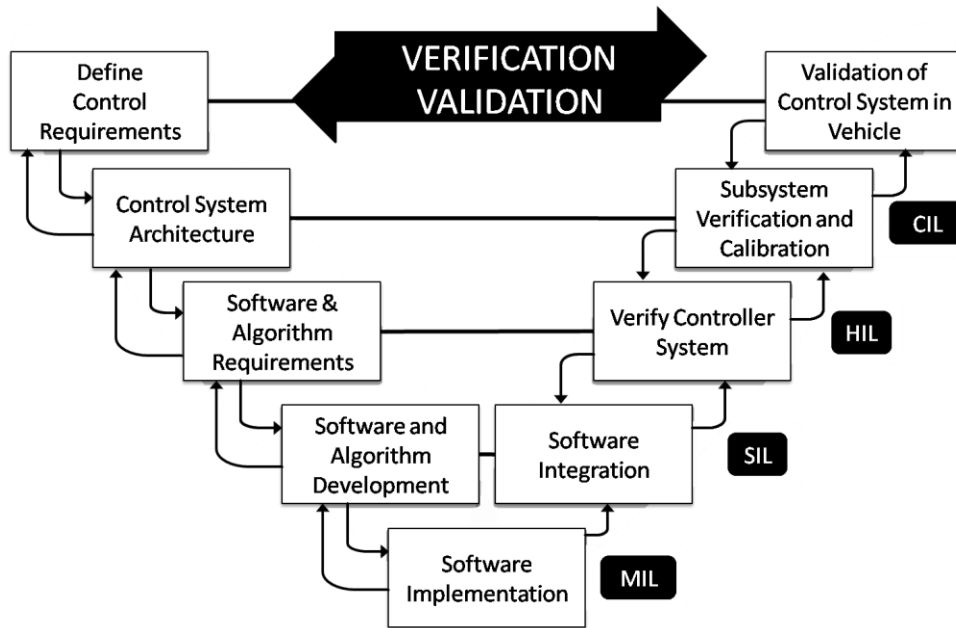 VERIFICATION
VALIDATION
Define
Control
Requirements
Validation of
Control System in
Vehicle
Control System
Architecture
Subsystem
Verification and
Calibration
CIL
Software &
Algorithm
Requirements
Verify Controller
System
HIL
Software and
Algorithm
Development
Software
Integration
SIL
Software
Implementation
MIL